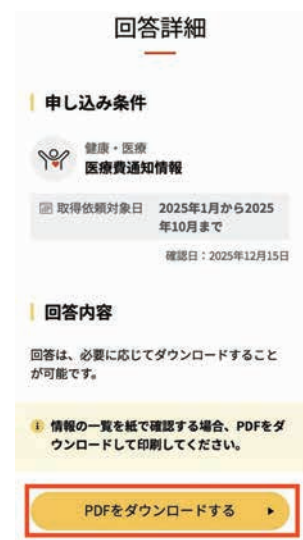 回答詳細
申し込み条件
健康・医療
医療費通知情報
取得依頼対象日 2025年1月から2025
年10月まで
確認日：2025年12月15日
回答内容
回答は、必要に応じてダウンロードすること
が可能です。
情報の一覧を紙で確認する場合、PDFをダ
ウンロードして印刷してください。
PDFをダウンロードする